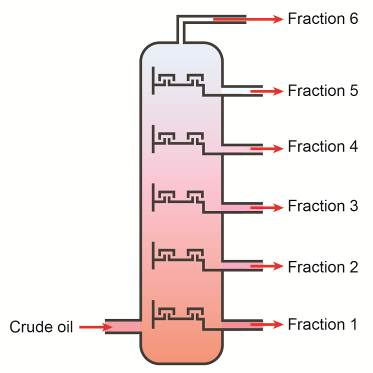 Fraction 6
Fraction 5
Fraction 4
Fraction 3
Fraction 2
Crude oil
Fraction 1